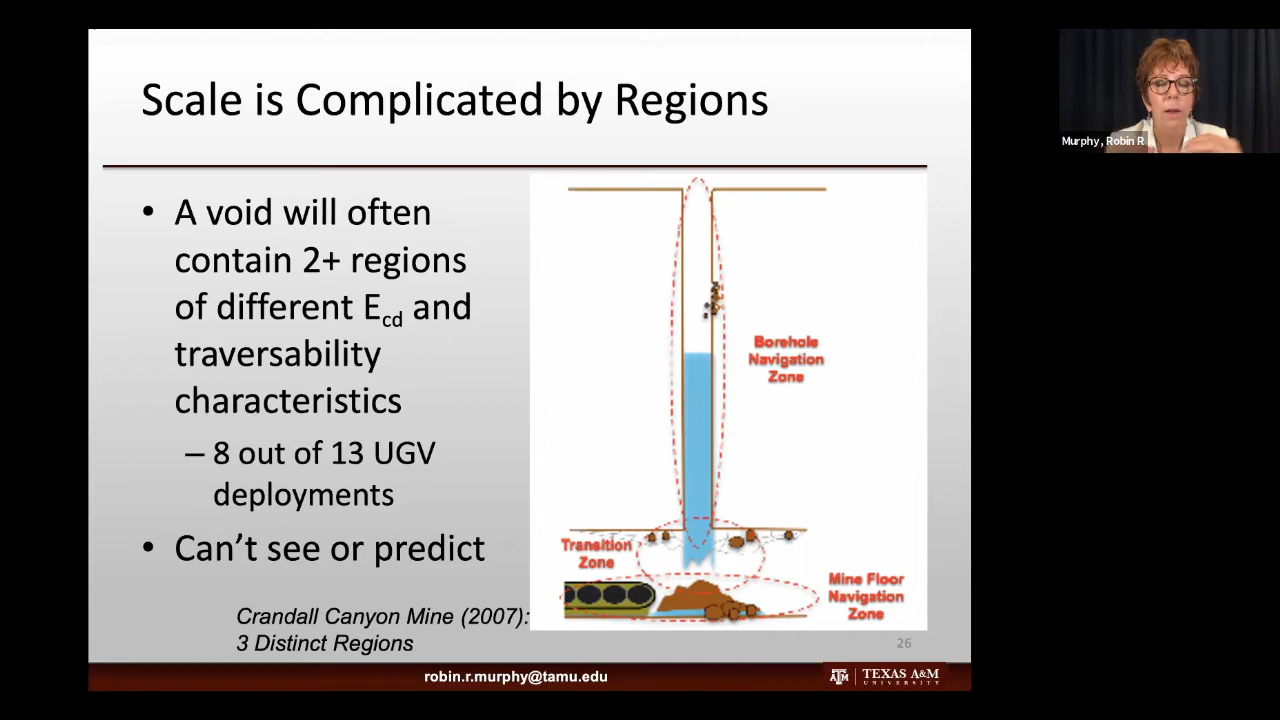 Scale is Complicated by Regions
• A void will often
contain 2+ regions
of different Ecd and
traversability
characteristics
– 8 out of 13 UGV
deployments
• Can't see or predict
Crandall Canyon Mine (2007):
3 Distinct Regions
Borehole
Navigation
Zone
Transition
Zone
Mine Floor
Navigation
Zone
26
robin.r.murphy@tamu.edu
ATM
TEXAS A&M
UNIVERSITY
Murphy, Robin R